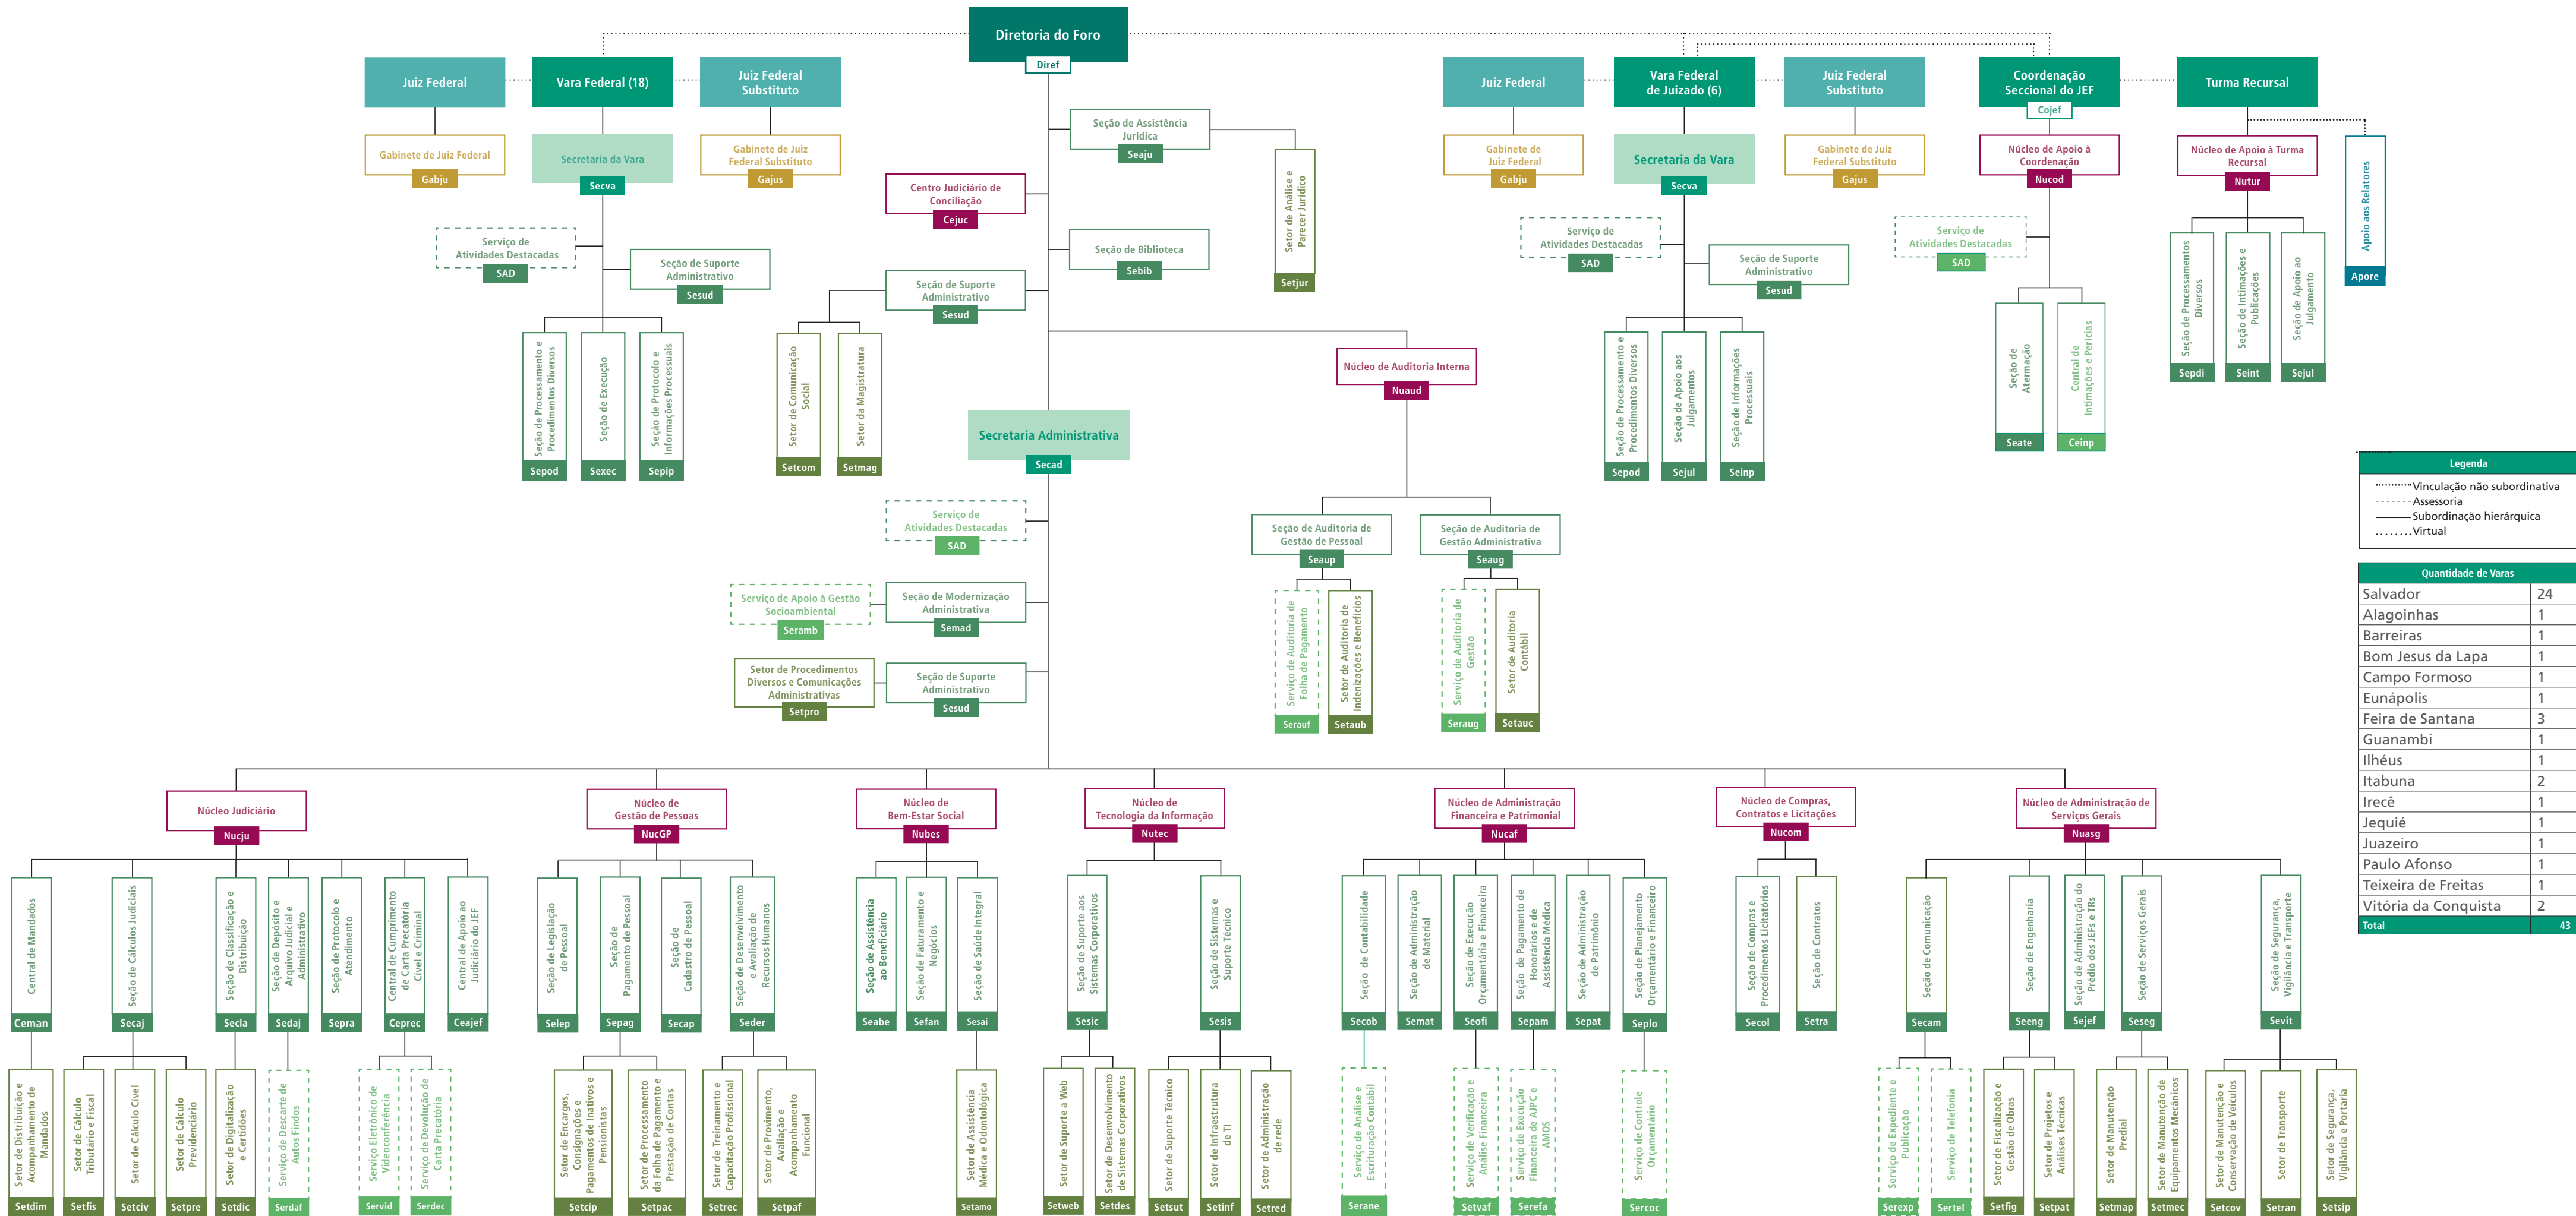 Diretoria do Foro
Diref
Juiz Federal
Vara Federal (18)
Juiz Federal
Substituto
Gabinete de Juiz Federal
Gabju
Secretaria da Vara
Secva
Gabinete de Juiz
Federal Substituto
Gajus
Serviço de
Atividades Destacadas
SAD
Seção de Suporte
Administrativo
Sesud
Seção de Processamento e
Procedimentos Diversos
Sepod
Seção de Execução
Sexec
Seção de Protocolo e
Informações Processuais
Sepip
Seção de Assistência
Jurídica
Seaju
Setor de Análise e
Parecer Jurídico
Setjur
Centro Judiciário de
Conciliação
Cejuc
Seção de Biblioteca
Sebib
Seção de Suporte
Administrativo
Sesud
Setor de Comunicação
Social
Setcom
Setor da Magistratura
Setmag
Núcleo de Auditoria Interna
Nuaud
Seção de Auditoria de
Gestão de Pessoal
Seaup
Seção de Auditoria de
Gestão Administrativa
Seaug
Serviço de Auditoria de
Folha de Pagamento
Serauf
Setor de Auditoria de
Indenizações e Benefícios
Setaub
Serviço de Auditoria de
Gestão
Seraug
Setor de Auditoria
Contábil
Setauc
Juiz Federal
Vara Federal
de Juizado (6)
Juiz Federal
Substituto
Gabinete de
Juiz Federal
Gabju
Secretaria da Vara
Secva
Gabinete de Juiz
Federal Substituto
Gajus
Serviço de
Atividades Destacadas
SAD
Seção de Suporte
Administrativo
Sesud
Seção de Processamento e
Procedimentos Diversos
Sepod
Seção de Apoio aos
Julgamentos
Sejul
Seção de Informações
Processuais
Seinp
Coordenação
Seccional do JEF
Cojef
Núcleo de Apoio à
Coordenação
Nucod
Serviço de
Atividades Destacadas
SAD
Seção de
Atermação
Seate
Central de
Intimações e Perícias
Ceinp
Turma Recursal
Núcleo de Apoio à Turma
Recursal
Nutur
Apoio aos Relatores
Apore
Seção de Processamentos
Diversos
Sepdi
Seção de Intimações e
Publicações
Seint
Seção de Apoio ao
Julgamento
Sejul
Secretaria Administrativa
Secad
Serviço de
Atividades Destacadas
SAD
Serviço de Apoio à Gestão
Socioambiental
Seramb
Seção de Modernização
Administrativa
Semad
Setor de Procedimentos
Diversos e Comunicações
Administrativas
Setpro
Seção de Suporte
Administrativo
Sesud
Legenda
Vinculação não subordinativa
Assessoria
Subordinação hierárquica
Virtual
Quantidade de Varas
Salvador 24
Alagoinhas 1
Barreiras 1
Bom Jesus da Lapa 1
Campo Formoso 1
Eunápolis 1
Feira de Santana 3
Guanambi 1
Ilhéus 1
Itabuna 2
Irecê 1
Jequié 1
Juazeiro 1
Paulo Afonso 1
Teixeira de Freitas 1
Vitória da Conquista 2
Total 43
Núcleo Judiciário
Nucju
Central de Mandados
Ceman
Seção de Cálculos Judiciais
Secaj
Seção de Classificação e
Distribuição
Secla
Seção de Depósito e
Arquivo Judicial e
Administrativo
Sedaj
Seção de Protocolo e
Atendimento
Sepra
Central de Cumprimento
de Carta Precatória
Cível e Criminal
Ceprec
Central de Apoio ao
Judiciário do JEF
Ceajef
Setor de Distribuição e
Acompanhamento de
Mandados
Setdim
Setor de Cálculo
Tributário e Fiscal
Setfis
Setor de Cálculo Cível
Setciv
Setor de Cálculo
Previdenciário
Setpre
Setor de Digitalização
e Certidões
Setdic
Serviço de Descarte de
Autos Findos
Serdaf
Serviço Eletrônico de
Videoconferência
Servid
Serviço de Devolução de
Carta Precatória
Serdec
Núcleo de
Gestão de Pessoas
NucGP
Seção de Legislação
de Pessoal
Selep
Seção de
Pagamento de Pessoal
Sepag
Seção de
Cadastro de Pessoal
Secap
Seção de Desenvolvimento
e Avaliação de
Recursos Humanos
Seder
Setor de Encargos,
Consignações e
Pagamentos de Inativos e
Pensionistas
Setcip
Setor de Processamento
da Folha de Pagamento e
Prestação de Contas
Setpac
Setor de Treinamento e
Capacitação Profissional
Setrec
Setor de Provimento,
Avaliação e
Acompanhamento
Funcional
Setpaf
Núcleo de
Bem-Estar Social
Nubes
Seção de Assistência
ao Beneficiário
Seabe
Seção de Faturamento e
Negócios
Sefan
Seção de Saúde Integral
Sesai
Setor de Assistência
Médica e Odontológica
Setamo
Núcleo de
Tecnologia da Informação
Nutec
Seção de Suporte aos
Sistemas Corporativos
Sesic
Seção de Sistemas e
Suporte Técnico
Sesis
Setor de Suporte a Web
Setweb
Setor de Desenvolvimento
de Sistemas Corporativos
Setdes
Setor de Suporte Técnico
Setsut
Setor de Infraestrutura
de TI
Setinf
Setor de Administração
de rede
Setred
Núcleo de Administração
Financeira e Patrimonial
Nucaf
Seção de Contabilidade
Secob
Seção de Administração
de Material
Semat
Seção de Execução
Orçamentária e Financeira
Seofi
Seção de Pagamento de
Honorários e de
Assistência Médica
Sepam
Seção de Administração
de Patrimônio
Sepat
Seção de Planejamento
Orçamentário e Financeiro
Seplo
Serviço de Análise e
Escrituração Contábil
Serane
Serviço de Verificação e
Análise Financeira
Setvaf
Serviço de Execução
Financeira de AJPC e
AMOS
Serefa
Serviço de Controle
Orçamentário
Sercoc
Núcleo de Compras,
Contratos e Licitações
Nucom
Seção de Compras e
Procedimentos Licitatórios
Secol
Seção de Contratos
Setra
Núcleo de Administração de
Serviços Gerais
Nuasg
Seção de Comunicação
Secam
Seção de Engenharia
Seeng
Seção de Administração do
Prédio dos JEFs e TRs
Sejef
Seção de Serviços Gerais
Seseg
Seção de Segurança,
Vigilância e Transporte
Sevit
Serviço de Expediente e
Publicação
Serexp
Serviço de Telefonia
Sertel
Setor de Fiscalização e
Gestão de Obras
Setfig
Setor de Projetos e
Análises Técnicas
Setpat
Setor de Manutenção
Predial
Setmap
Setor de Manutenção de
Equipamentos Mecânicos
Setmec
Setor de Manutenção e
Conservação de Veículos
Setcov
Setor de Transporte
Setran
Setor de Segurança,
Vigilância e Portaria
Setsip